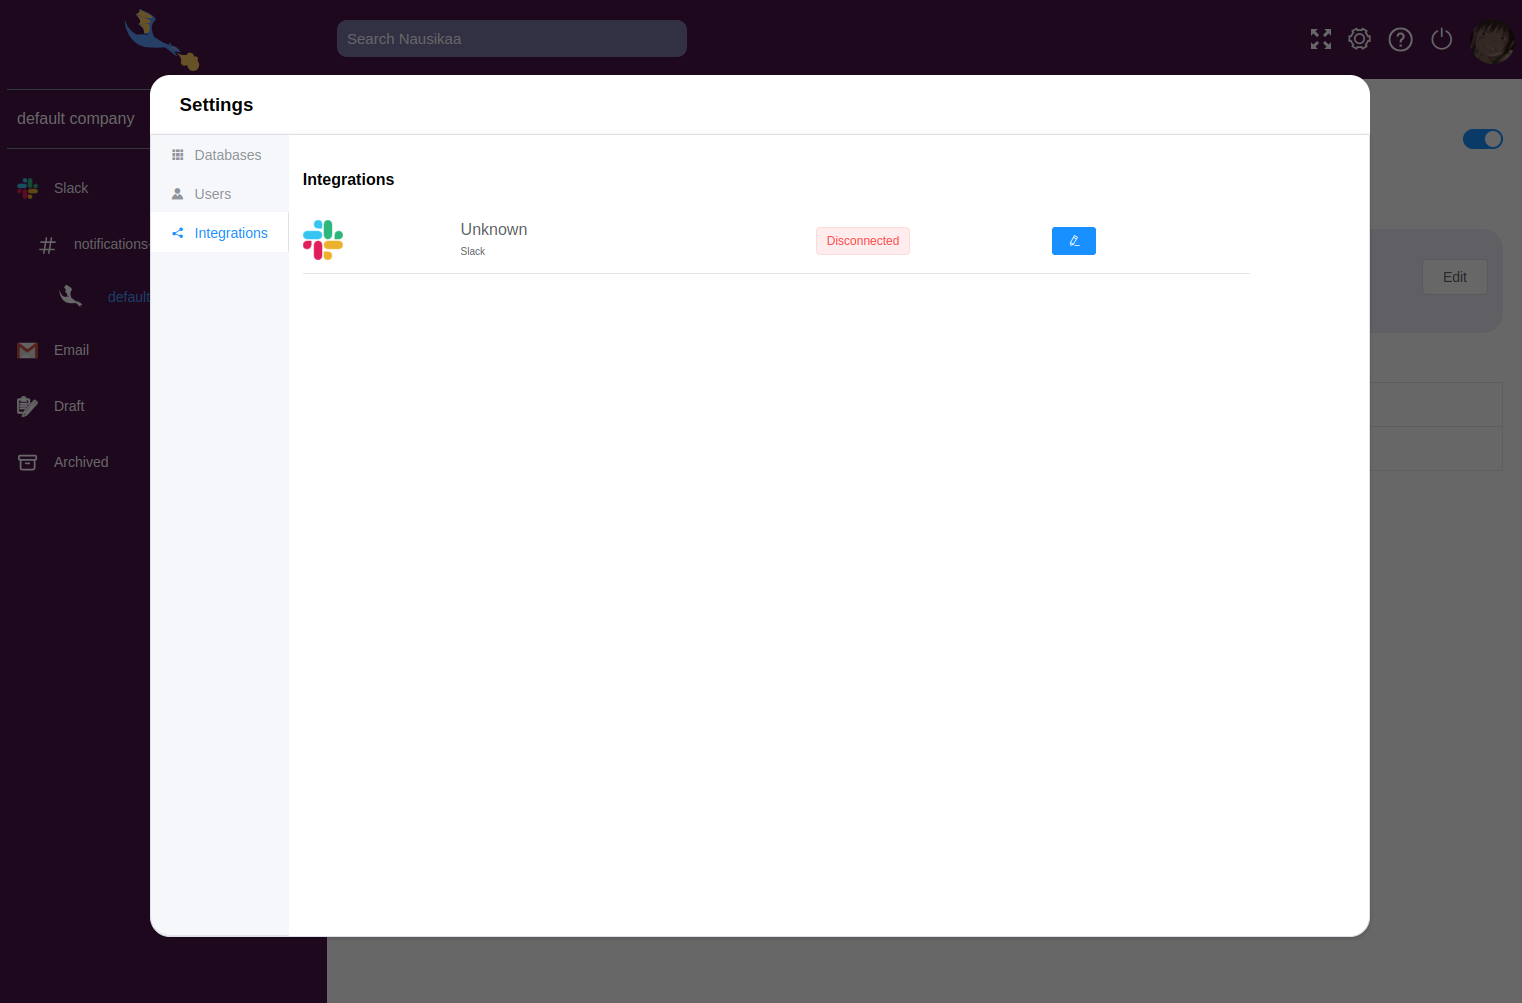 Search Nausikaa
default company
Settings
Slack
notifications-
default
Email
Draft
Archived
Databases
Users
Integrations
Integrations
Unknown
Slack
Disconnected
Edit